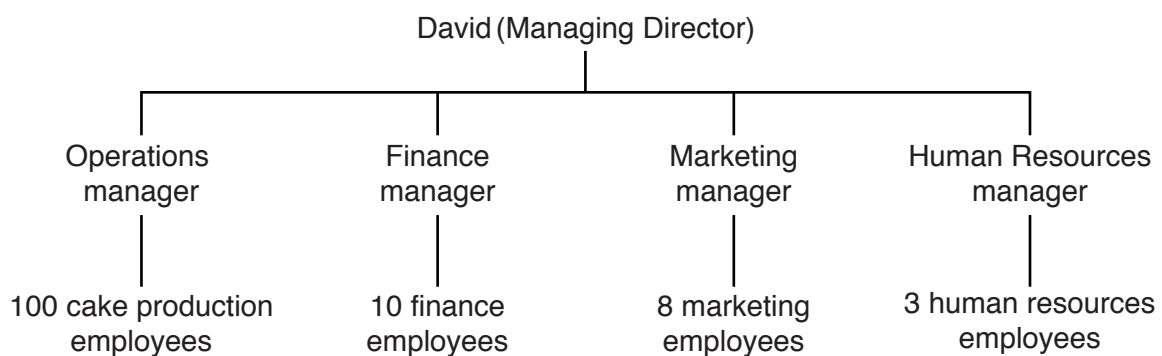 David (Managing Director)
Operations
manager
Finance
manager
Marketing
manager
Human Resources
manager
100 cake production
employees
10 finance
employees
8 marketing
employees
3 human resources
employees